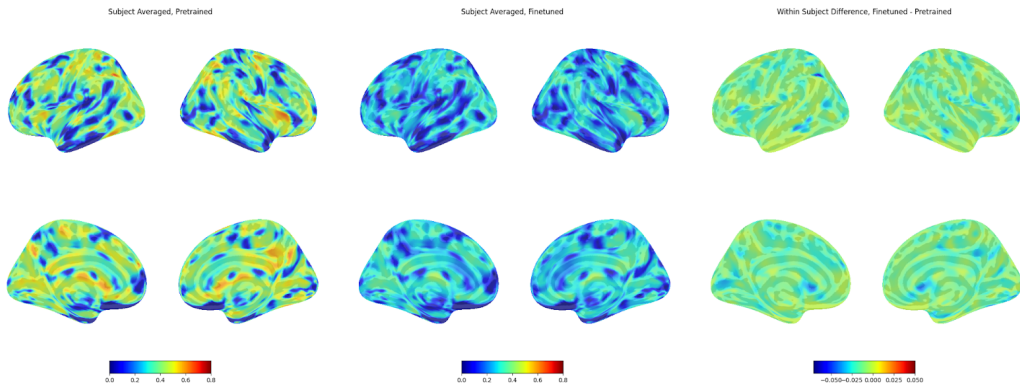 Subject Averaged, Pretrained
Subject Averaged, Finetuned
Within Subject Difference, Finetuned - Pretrained
0.0 0.2 0.4 0.6 0.8
0.0 0.2 0.4 0.6 0.8
−0.050−0.025 0.000 0.025 0.050